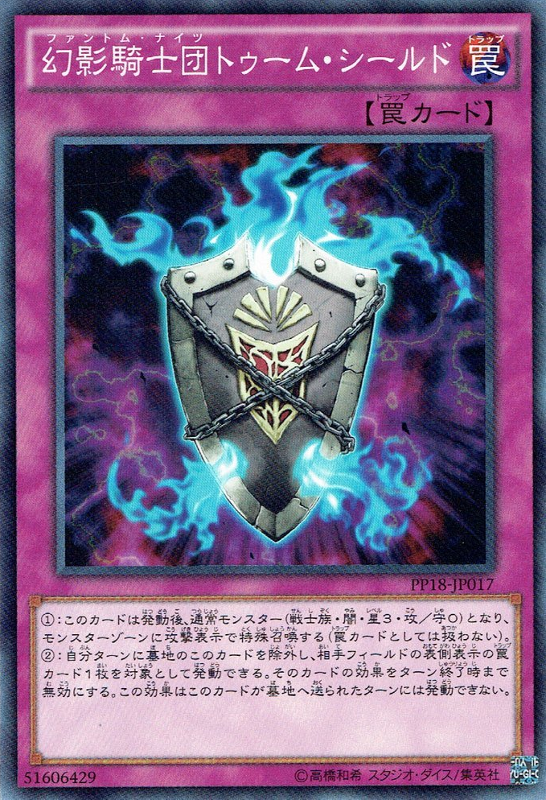 ファントム・ナイツ
幻影騎士団トゥーム・シールド
トラップ
罠
トラップ
【罠カード】
PP18-JP017
①:このカードは発動後、通常モンスター(戦士族・闇・星3・攻/守0)となり、
モンスターゾーンに攻撃表示で特殊召喚する(罠カードとしては扱わない)。
②:自分ターンに墓地のこのカードを除外し、相手フィールドの表側表示の罠
カード1枚を対象として発動できる。そのカードの効果をターン終了時まで
無効にする。この効果はこのカードが墓地へ送られたターンには発動できない。
51606429
©高橋和希 スタジオ・ダイス/集英社